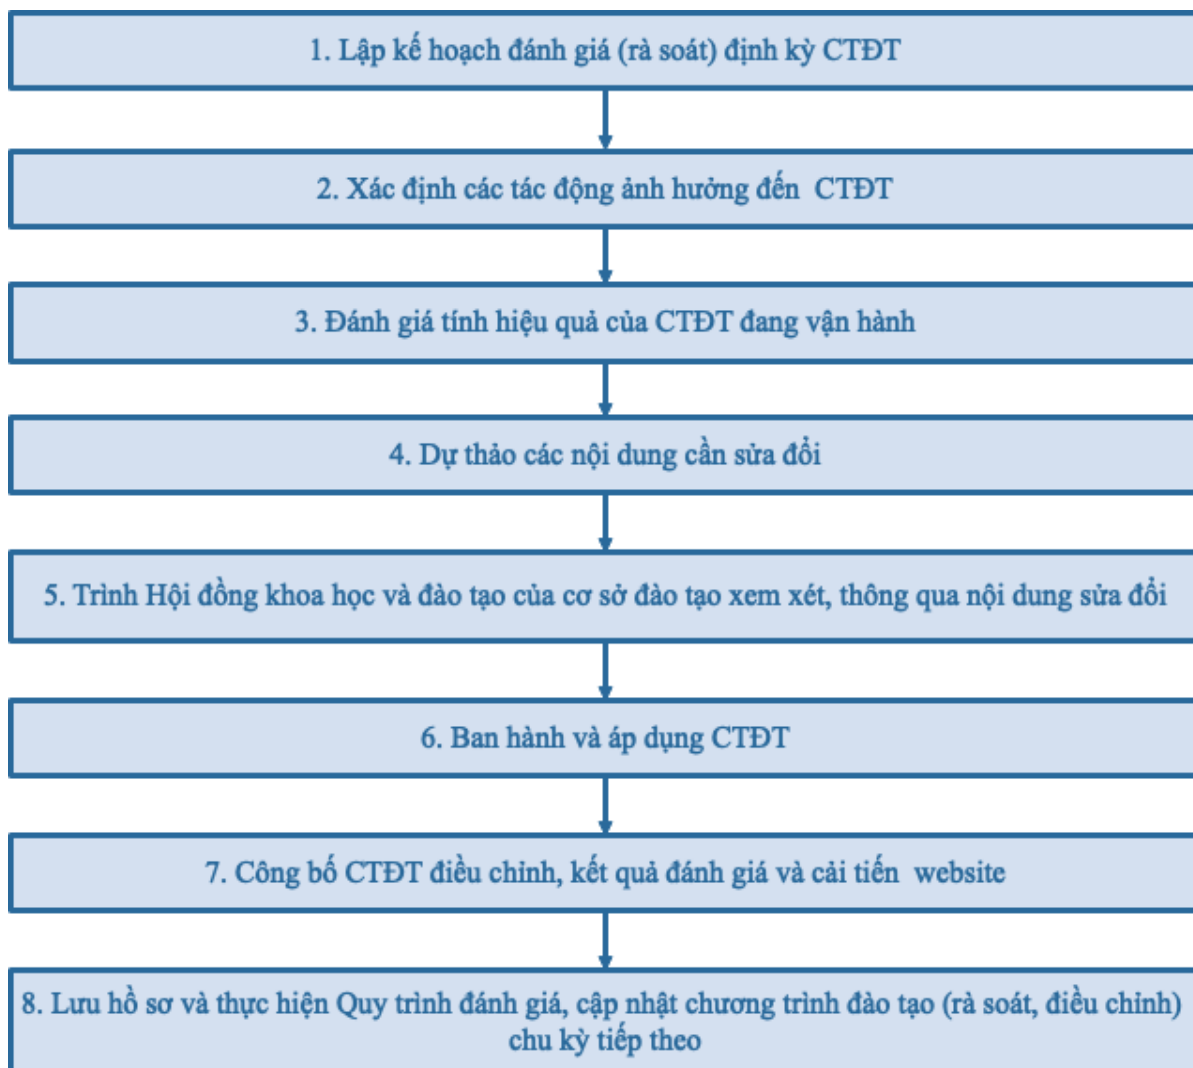 1. Lập kế hoạch đánh giá (rà soát) định kỳ CTĐT
2. Xác định các tác động ảnh hưởng đến CTĐT
3. Đánh giá tính hiệu quả của CTĐT đang vận hành
4. Dự thảo các nội dung cần sửa đổi
5. Trình Hội đồng khoa học và đào tạo của cơ sở đào tạo xem xét, thông qua nội dung sửa đổi
6. Ban hành và áp dụng CTĐT
7. Công bố CTĐT điều chỉnh, kết quả đánh giá và cải tiến website
8. Lưu hồ sơ và thực hiện Quy trình đánh giá, cập nhật chương trình đào tạo (rà soát, điều chỉnh)
chu kỳ tiếp theo